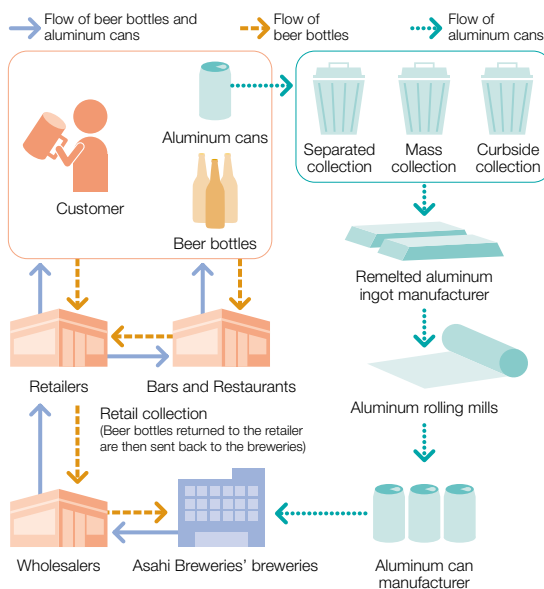 Flow of beer bottles and
aluminum cans
Flow of
beer bottles
Flow of
aluminum cans
Aluminum cans
Customer
Beer bottles
Separated
collection
Mass
collection
Curbside
collection
Remelted aluminum
ingot manufacturer
Retailers
Bars and Restaurants
Aluminum rolling mills
Retail collection
(Beer bottles returned to the retailer
are then sent back to the breweries)
Wholesalers
Asahi Breweries’ breweries
Aluminum can
manufacturer